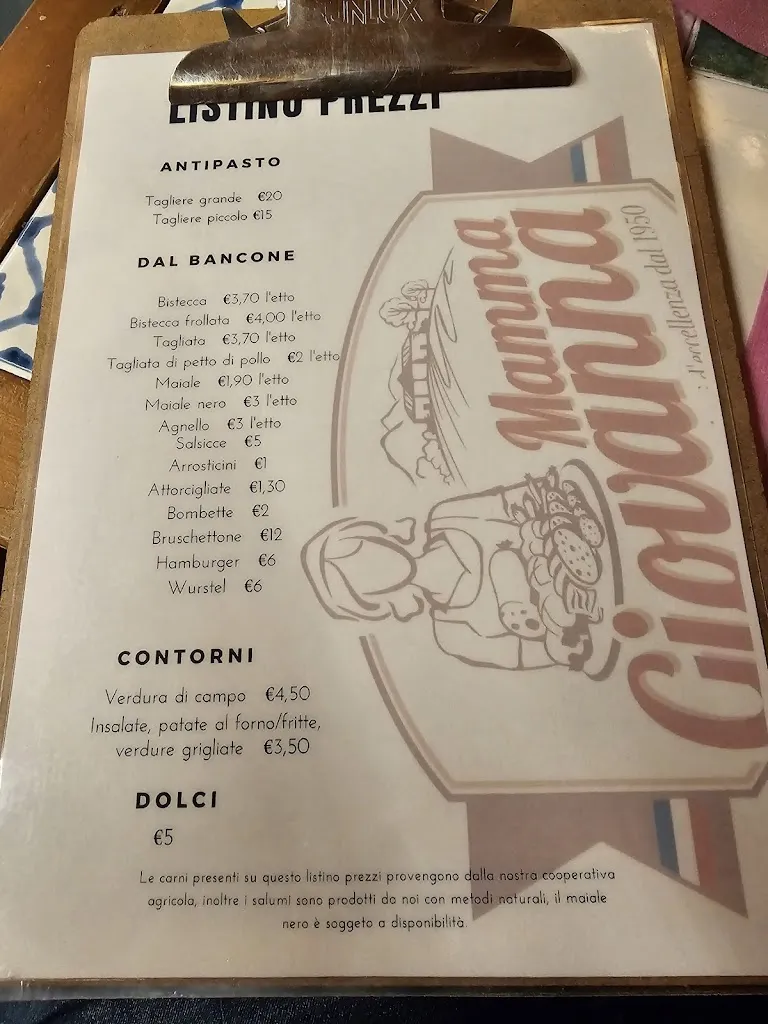 UNLUX
LISTINO PREZZI
ANTIPASTO
Tagliere grande €20
Tagliere piccolo €15
DAL BANCONE
Bistecca €3,70 l'etto
Bistecca frollata €4,00 l'etto
Tagliata €3,70 l'etto
Tagliata di petto di pollo €2 l'etto
Maiale €1,90 l'etto
Maiale nero €3 l'etto
Agnello €3 l'etto
Salsicce €5
Arrosticini €1
Attorcigliate €1,30
Bombette €2
Bruschettone €12
Hamburger €6
Wurstel €6
CONTORNI
Verdura di campo €4,50
Insalate, patate al forno/fritte,
verdure grigliate €3,50
DOLCI
€5
Le carni presenti su questo listino prezzi provengono dalla nostra cooperativa
agricola, inoltre i salumi sono prodotti da noi con metodi naturali, il maiale
nero è soggeto a disponibilità
Mamma
Giovanna
d'eccellenza dal 1950